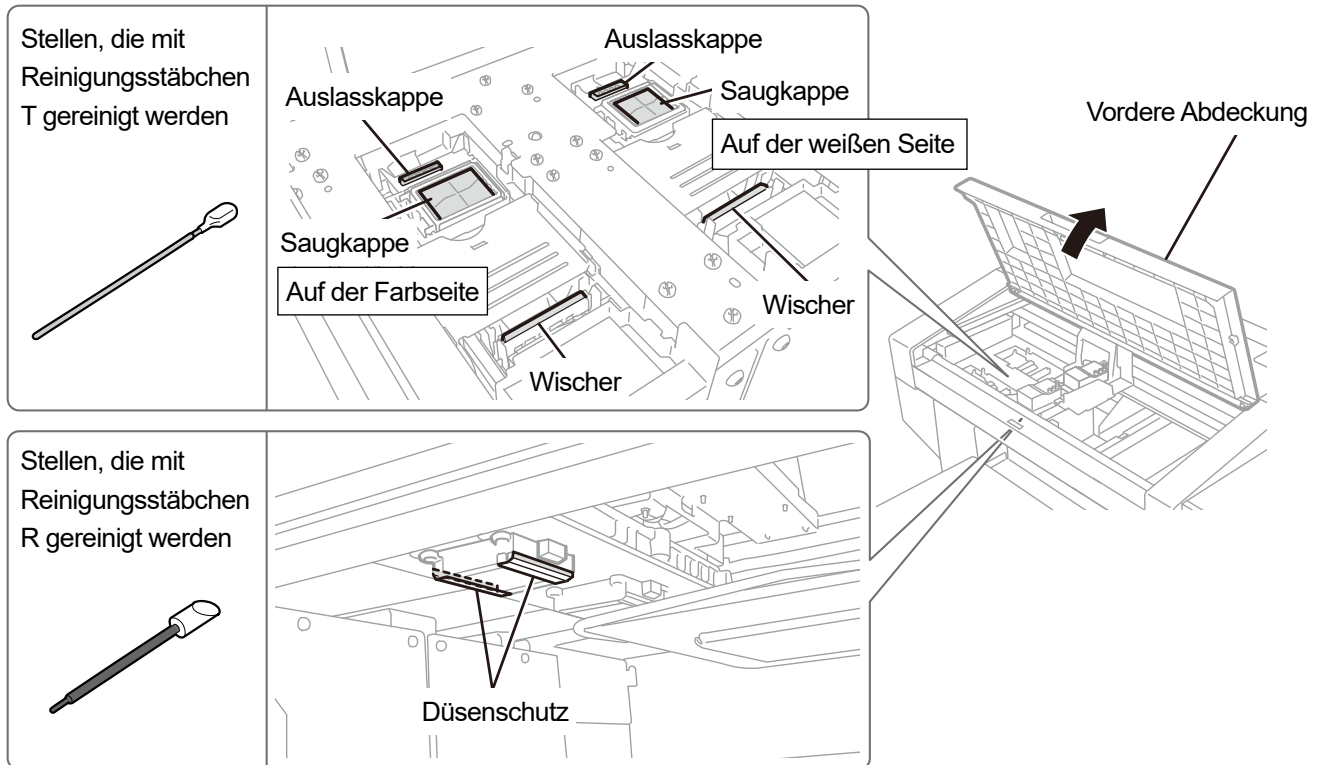 Stellen, die mit
Reinigungsstäbchen
T gereinigt werden
Auslasskappe
Auslasskappe
Saugkappe
Auf der weißen Seite
Saugkappe
Auf der Farbseite
Wischer
Wischer
Vordere Abdeckung
Stellen, die mit
Reinigungsstäbchen
R gereinigt werden
Düsenschutz